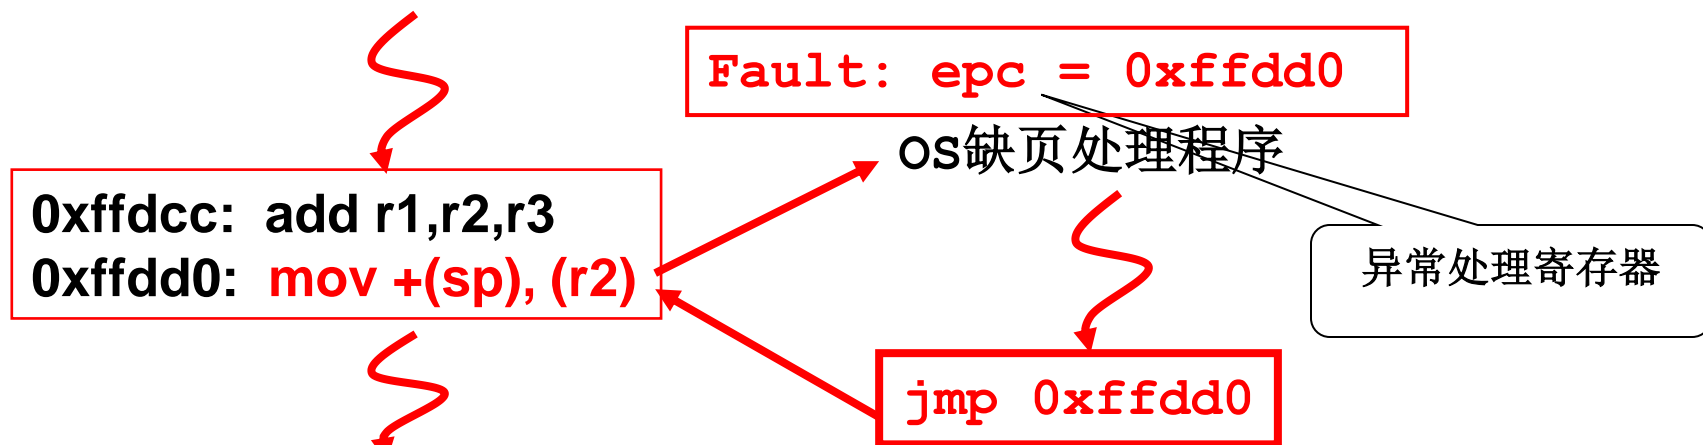 Fault: epc = 0xffdd0
OS缺页处理程序
0xffdcc: add r1,r2,r3
0xffdd0: mov +(sp), (r2)
异常处理寄存器
jmp 0xffdd0